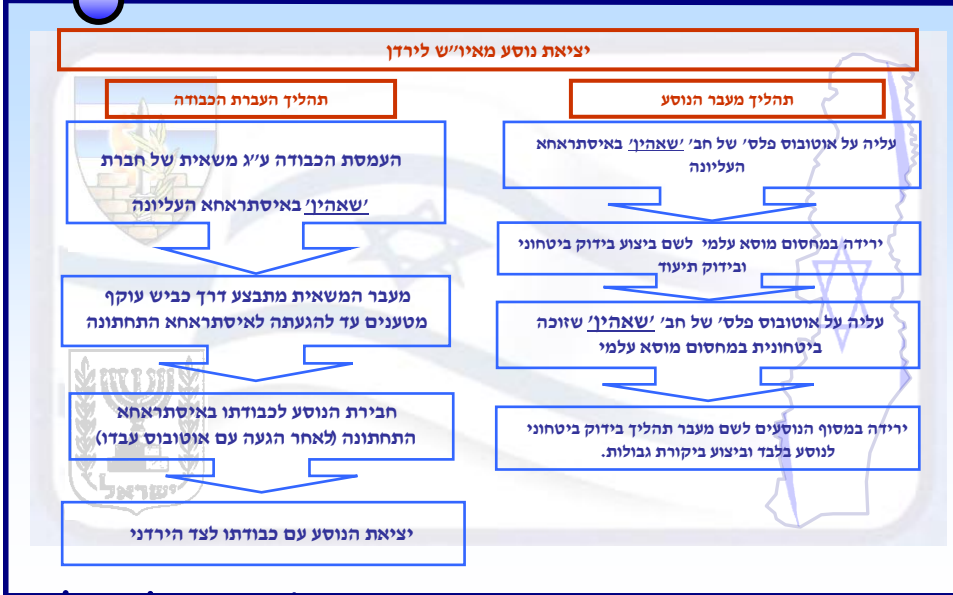 יציאת נוסע מאיו״ש לירדן
תהליך מעבר הנוסע
עליה על אוטובוס פלס׳ של חב׳ ׳שאהין׳ באיסתראחא
העליונה
ירידה במחסום מוסא עלמי לשם ביצוע בידוק ביטחוני
ובידוק תיעוד
עליה על אוטובוס פלס׳ של חב׳ ׳שאהין׳ שזוכה
ביטחונית במחסום מוסא עלמי
ירידה במסוף הנוסעים לשם מעבר תהליך בידוק ביטחוני
לנוסע בלבד וביצוע ביקורת גבולות.
תהליך העברת הכבודה
העמסת הכבודה ע״ג משאית של חברת
׳שאהין׳ באיסתראחא העליונה
מעבר המשאית מתבצע דרך כביש עוקף
מטענים עד להגעתה לאיסתראחא התחתונה
חבירת הנוסע לכבודתו באיסתראחא
התחתונה (לאחר הגעה עם אוטובוס עבדו)
יציאת הנוסע עם כבודתו לצד הירדני
ישראל